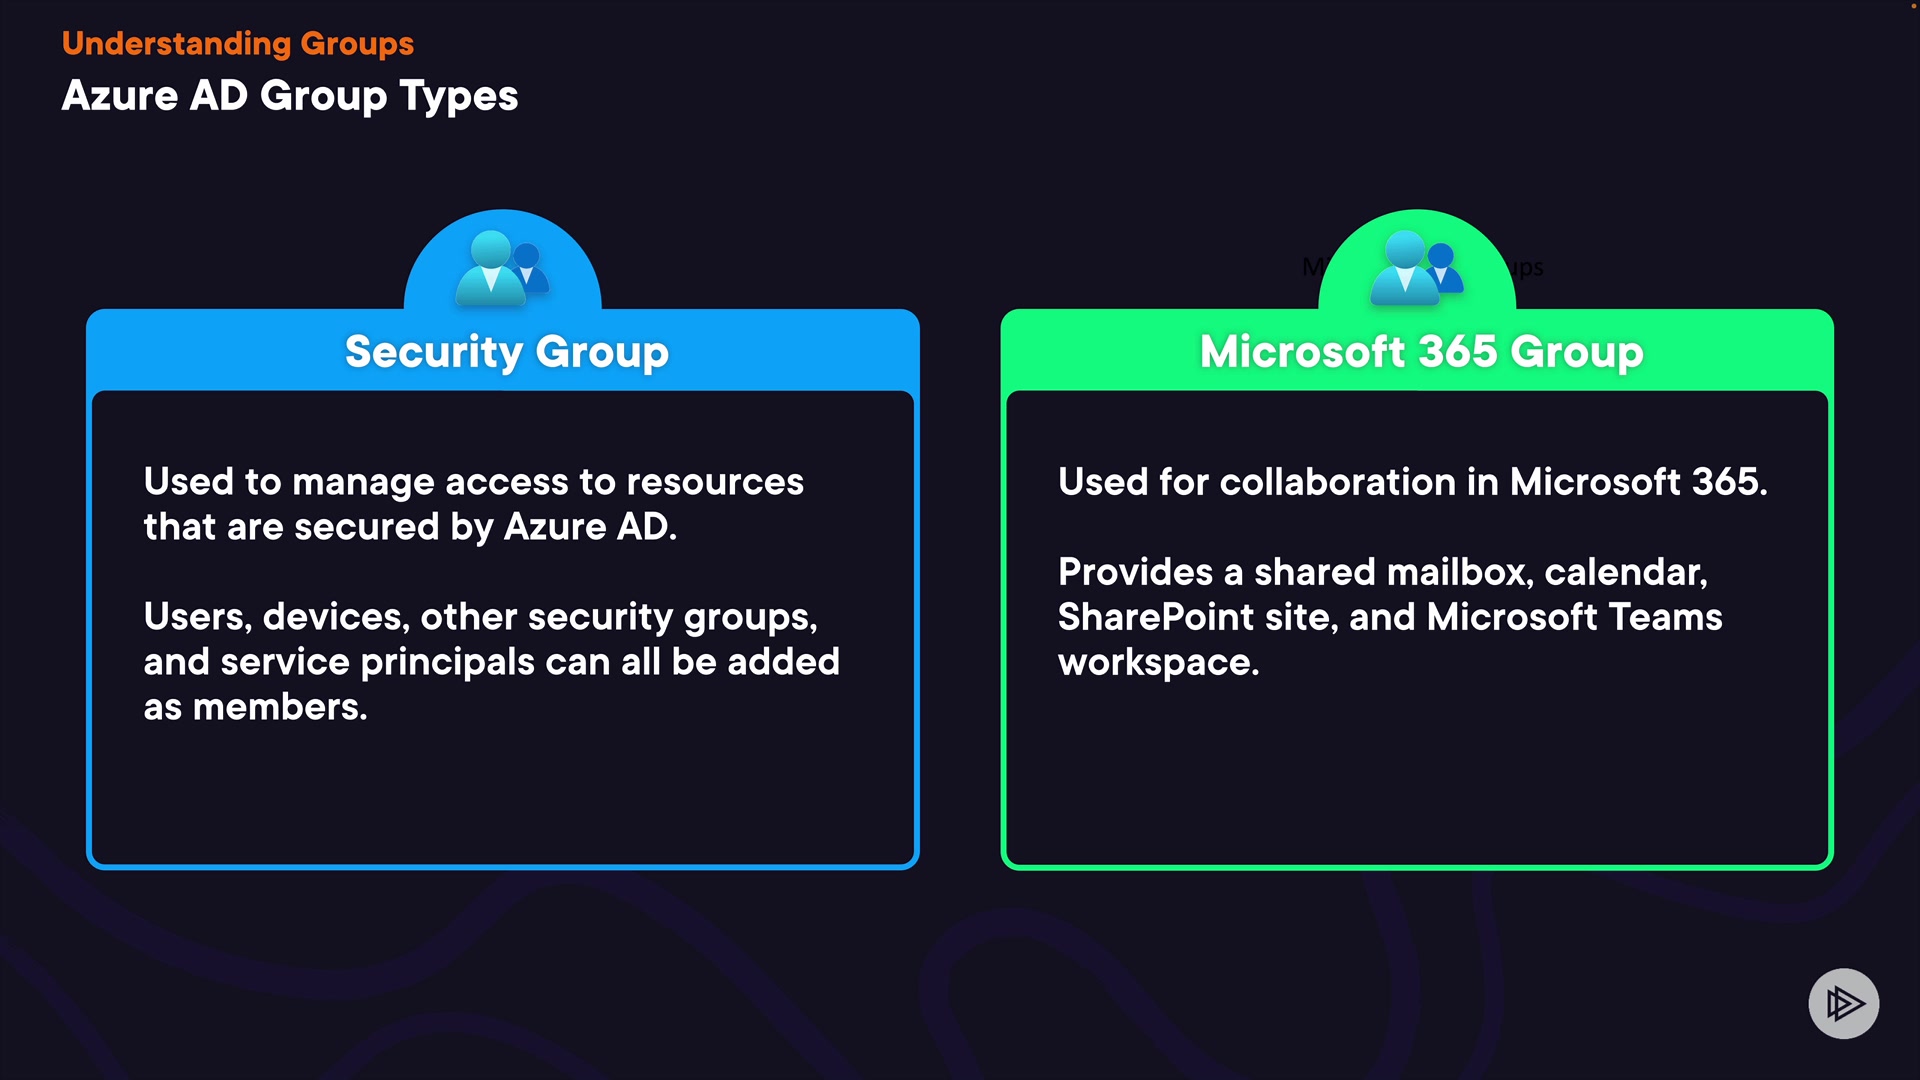 Understanding Groups
Azure AD Group Types
Security Group
Used to manage access to resources
that are secured by Azure AD.
Users, devices, other security groups,
and service principals can all be added
as members.
Microsoft 365 Group
Used for collaboration in Microsoft 365.
Provides a shared mailbox, calendar,
SharePoint site, and Microsoft Teams
workspace.